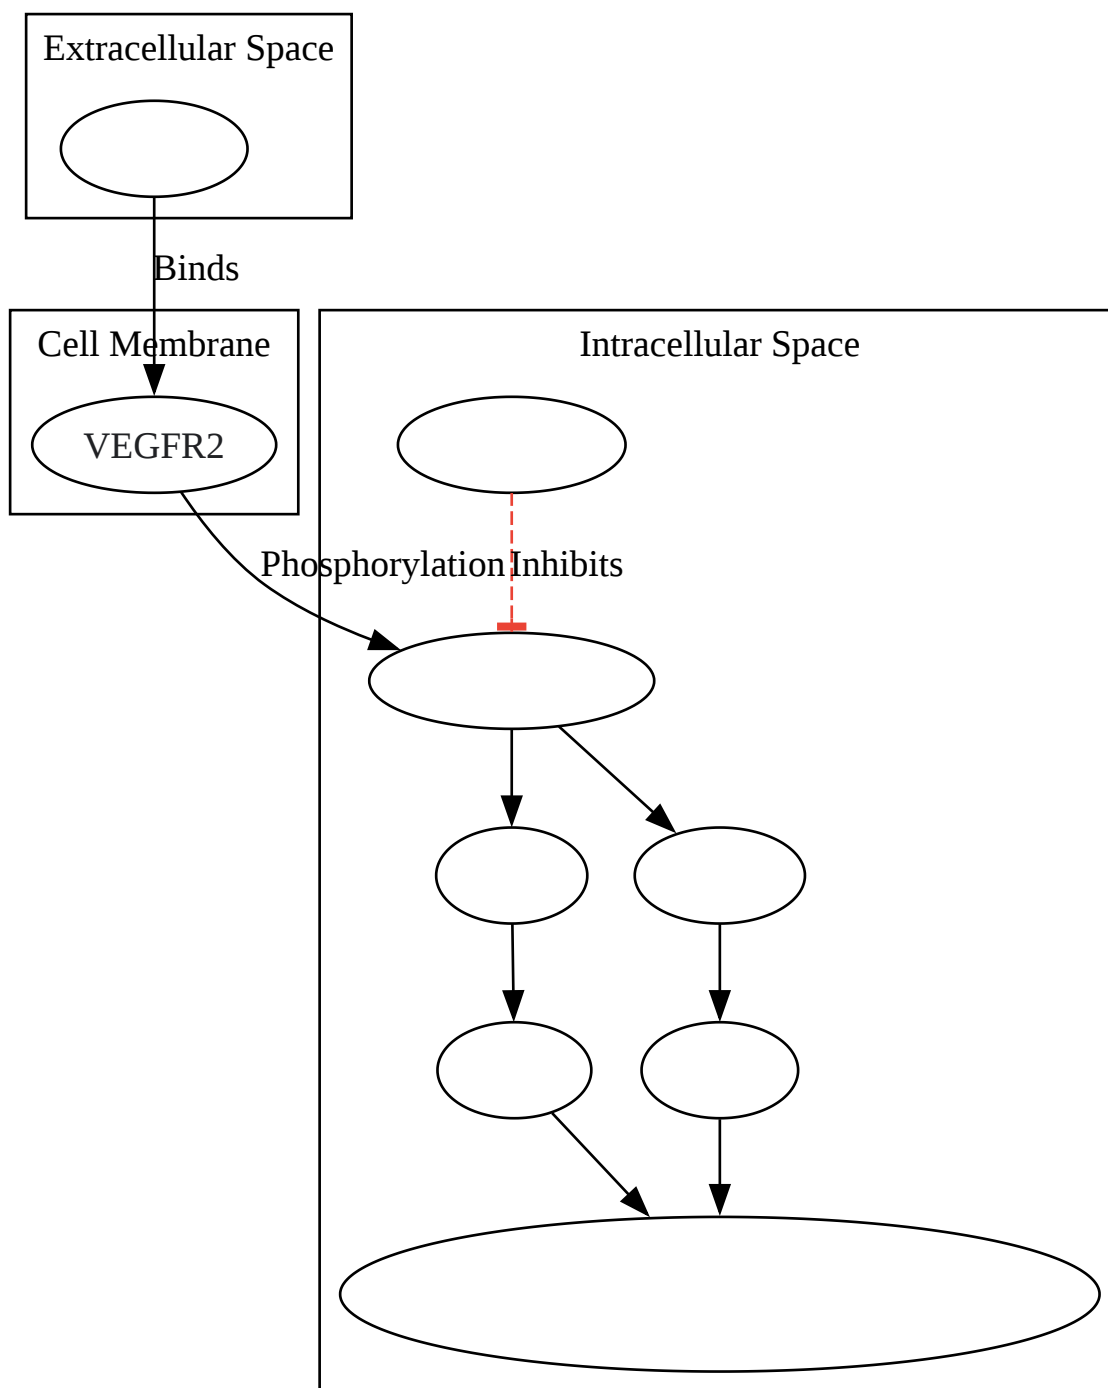 Extracellular Space
Binds
Cell Membrane
Intracellular Space
VEGFR2
Phosphorylation
Inhibits